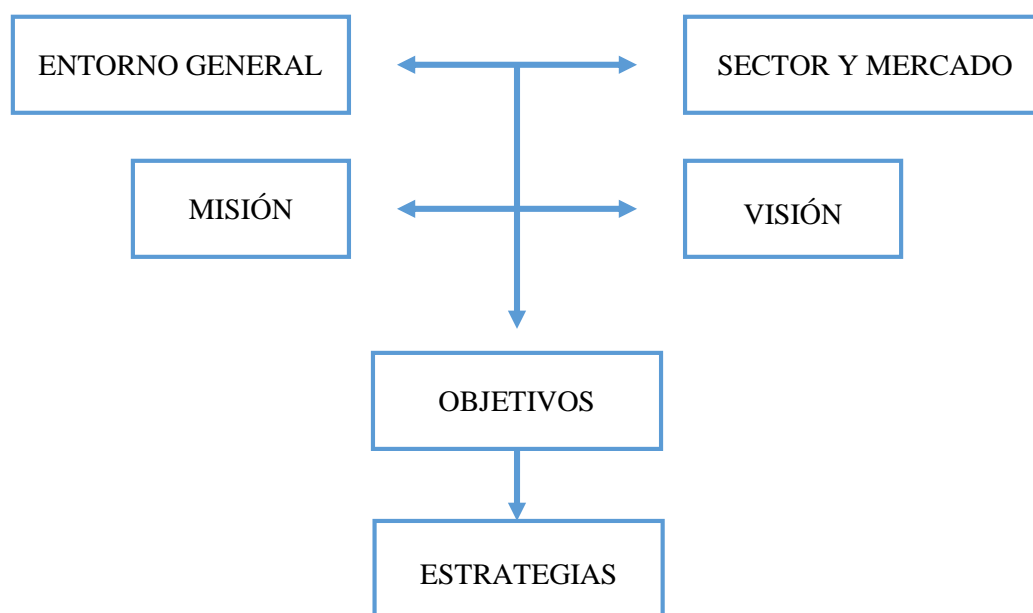 ENTORNO GENERAL
SECTOR Y MERCADO
MISIÓN
VISIÓN
OBJETIVOS
ESTRATEGIAS